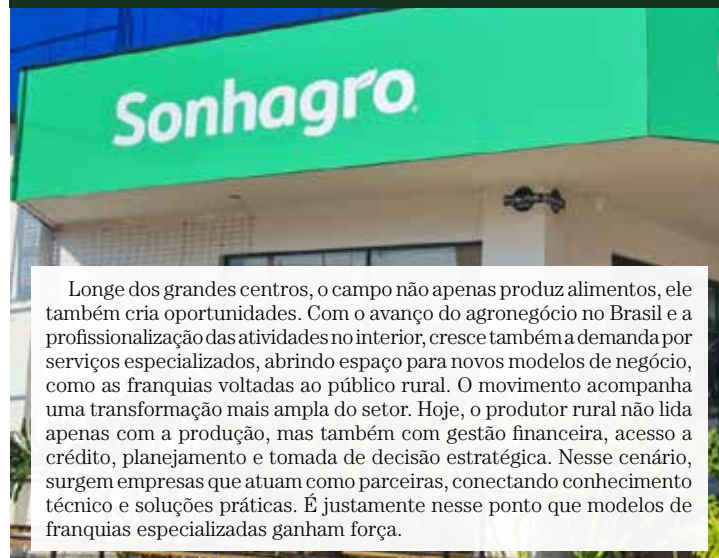 Sonhagro
Longe dos grandes centros, o campo não apenas produz alimentos, ele
também cria oportunidades. Com o avanço do agronegócio no Brasil e a
profissionalização das atividades no interior, cresce também a demanda por
serviços especializados, abrindo espaço para novos modelos de negócio,
como as franquias voltadas ao público rural. O movimento acompanha
uma transformação mais ampla do setor. Hoje, o produtor rural não lida
apenas com a produção, mas também com gestão financeira, acesso a
crédito, planejamento e tomada de decisão estratégica. Nesse cenário,
surgem empresas que atuam como parceiras, conectando conhecimento
técnico e soluções práticas. É justamente nesse ponto que modelos de
franquias especializadas ganham força.